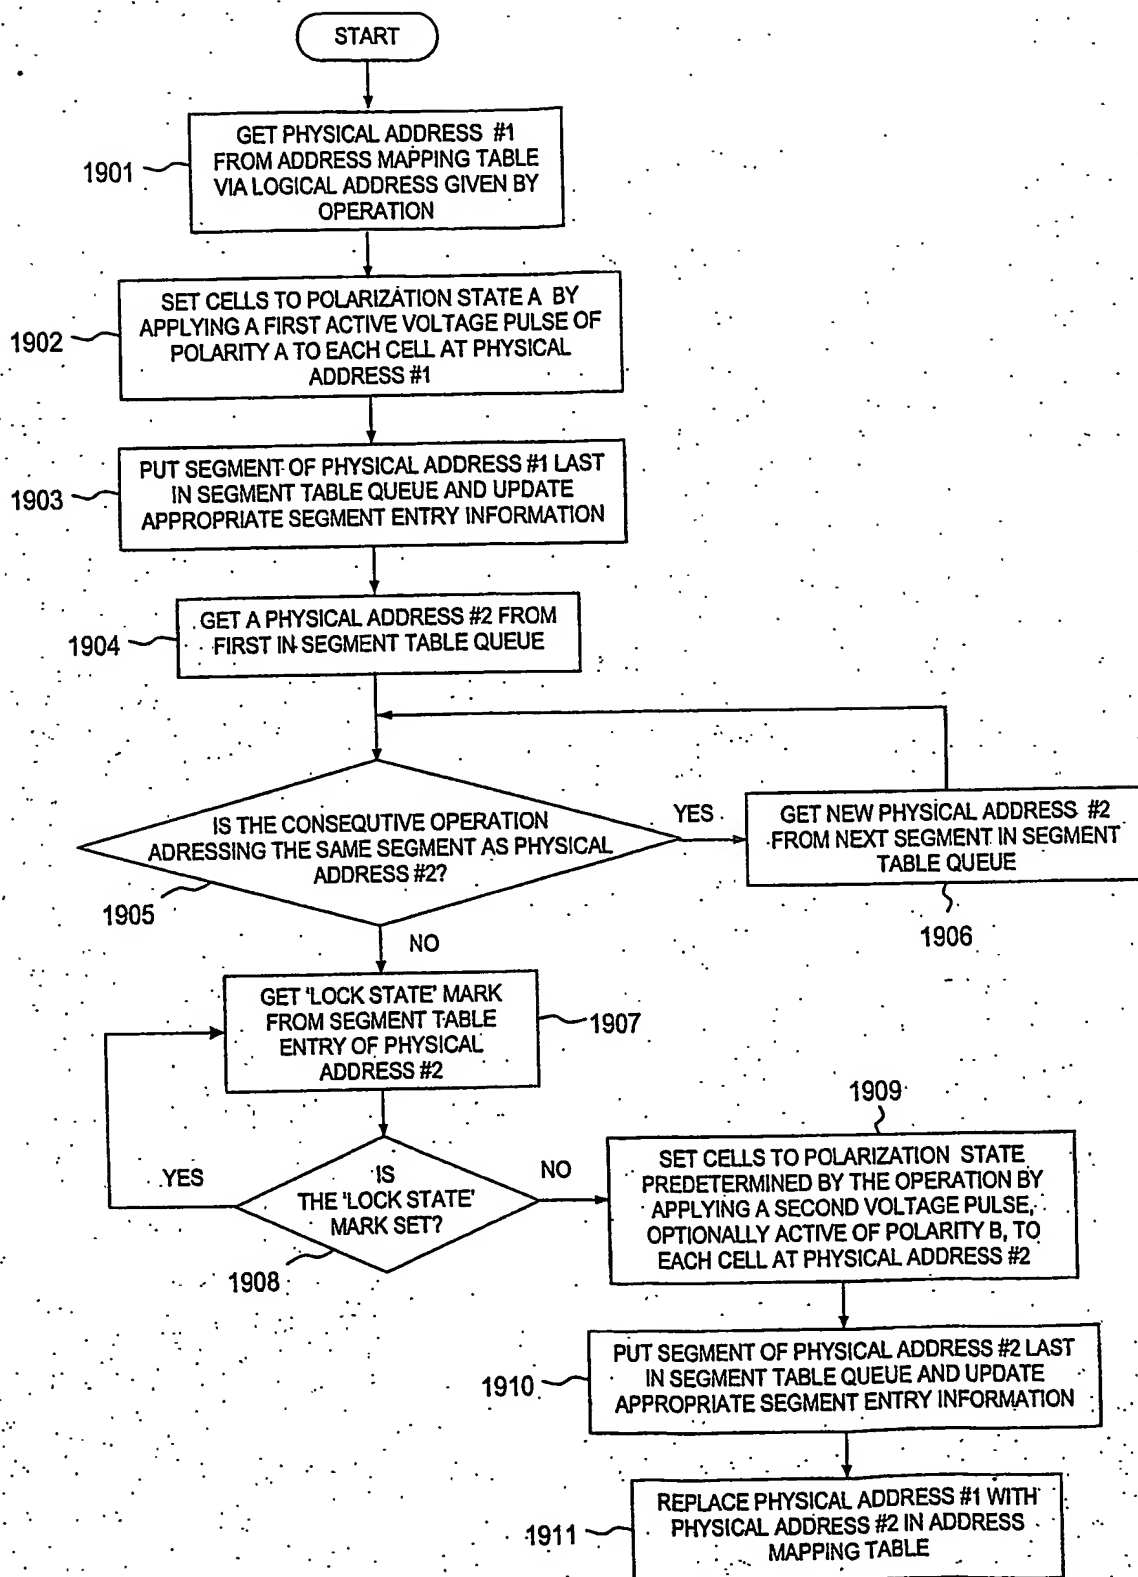 START
GET PHYSICAL ADDRESS #1
FROM ADDRESS MAPPING TABLE
VIA LOGICAL ADDRESS GIVEN BY
OPERATION
1901
SET CELLS TO POLARIZATION STATE A BY
APPLYING A FIRST ACTIVE VOLTAGE PULSE OF
POLARITY A TO EACH CELL AT PHYSICAL
ADDRESS #1
1902
PUT SEGMENT OF PHYSICAL ADDRESS #1 LAST
IN SEGMENT TABLE QUEUE AND UPDATE
APPROPRIATE SEGMENT ENTRY INFORMATION
1903
GET A PHYSICAL ADDRESS #2 FROM
FIRST IN SEGMENT TABLE QUEUE
1904
IS THE CONSEQUTIVE OPERATION
ADRESSING THE SAME SEGMENT AS PHYSICAL
ADDRESS #2?
1905
YES
GET NEW PHYSICAL ADDRESS #2
FROM NEXT SEGMENT IN SEGMENT
TABLE QUEUE
1906
NO
GET 'LOCK STATE' MARK
FROM SEGMENT TABLE
ENTRY OF PHYSICAL
ADDRESS #2
1907
YES
IS
THE 'LOCK STATE'
MARK SET?
1908
NO
1909
SET CELLS TO POLARIZATION STATE
PREDETERMINED BY THE OPERATION BY
APPLYING A SECOND VOLTAGE PULSE,
OPTIONALLY ACTIVE OF POLARITY B, TO
EACH CELL AT PHYSICAL ADDRESS #2
PUT SEGMENT OF PHYSICAL ADDRESS #2 LAST
IN SEGMENT TABLE QUEUE AND UPDATE
APPROPRIATE SEGMENT ENTRY INFORMATION
1910
REPLACE PHYSICAL ADDRESS #1 WITH
PHYSICAL ADDRESS #2 IN ADDRESS
MAPPING TABLE
1911